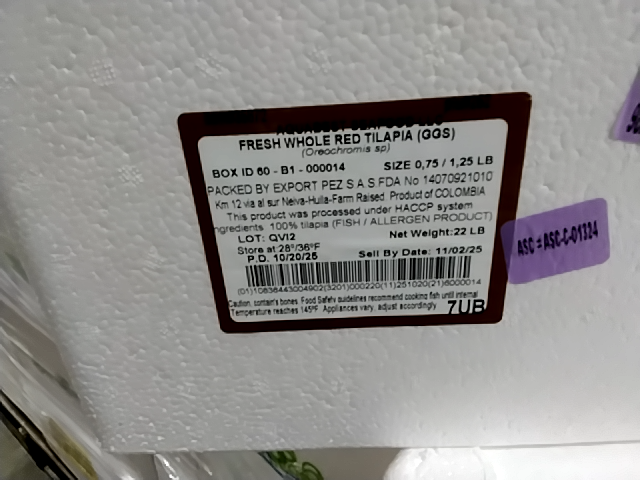 FRESH WHOLE RED TILAPIA (GGS)
(Oreochromis sp)
BOX ID 60 - B1 - 000014 SIZE 0,75 / 1,25 LB
PACKED BY EXPORT PEZ S.A.S FDA No 14070921010
Km 12 via al sur Neiva-Huila-Farm Raised Product of COLOMBIA
This product was processed under HACCP system
ngredients 100% tilapia (FISH / ALLERGEN PRODUCT)
LOT: QVI2 Net Weight:22 LB
Store at 28°/36°F
P.D. 10/20/25 Sell By Date: 11/02/25
(01)10836443004902(3201)000220(11)251020(21)6000014
Caution, contain's bones. Food Safety guidelines recommend cooking fish until internal
Temperature reaches 145°F. Appliances vary, adjust accordingly
7UB
ASC = ASC-C-01324